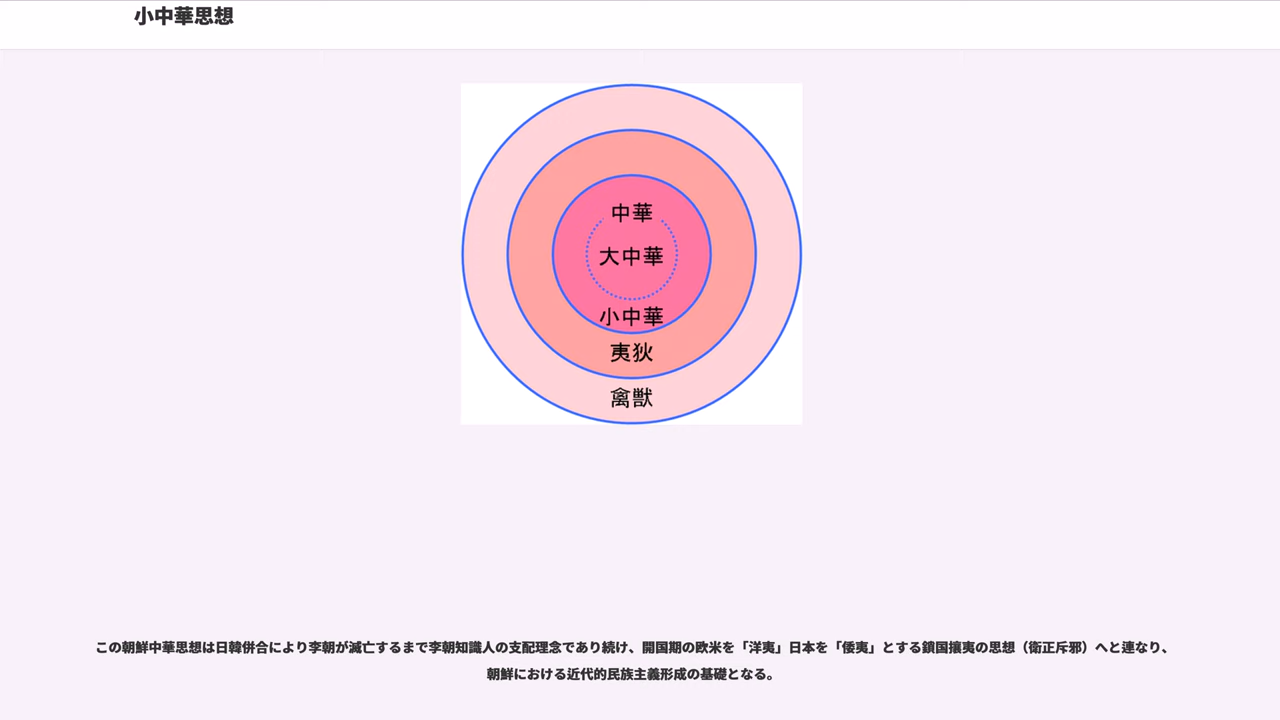 小中華思想
中華
大中華
小中華
夷狄
禽獣
この朝鮮中華思想は日韓併合により李朝が滅亡するまで李朝知識人の支配理念であり続け、開国期の欧米を「洋夷」日本を「倭夷」とする鎖国攘夷の思想（衛正斥邪）へと連なり、
朝鮮における近代的民族主義形成の基礎となる。